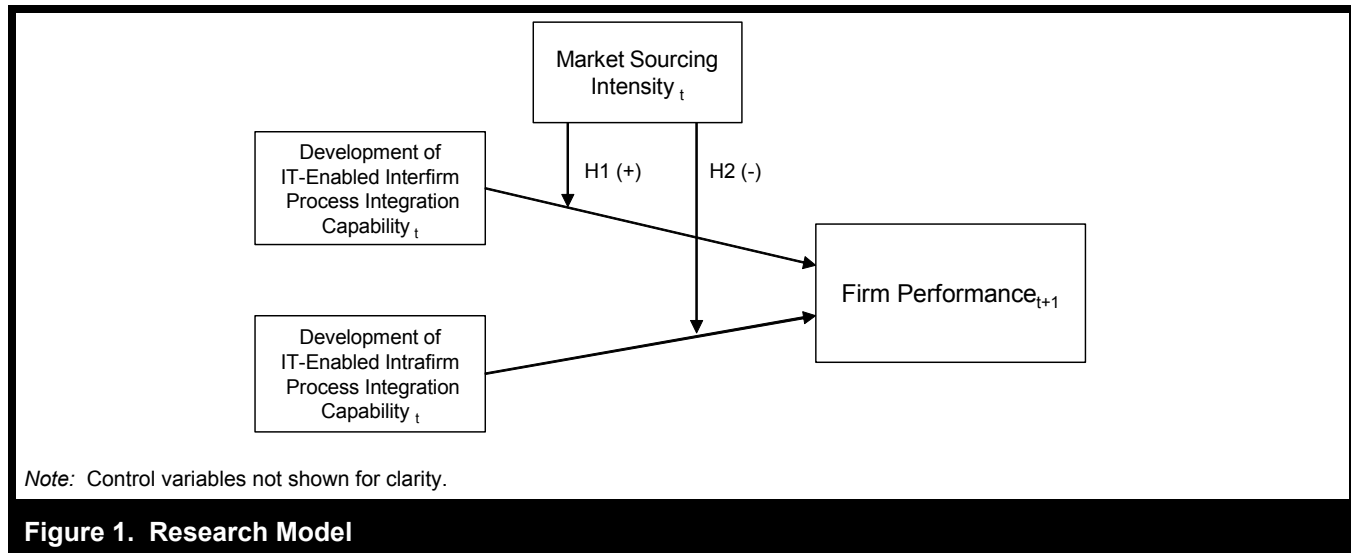 Market Sourcing
Intensity t
Development of
IT-Enabled Interfirm
Process Integration
Capability t
H1 (+)
H2 (-)
Firm Performance t+1
Development of
IT-Enabled Intrafirm
Process Integration
Capability t
Note: Control variables not shown for clarity.
Figure 1. Research Model